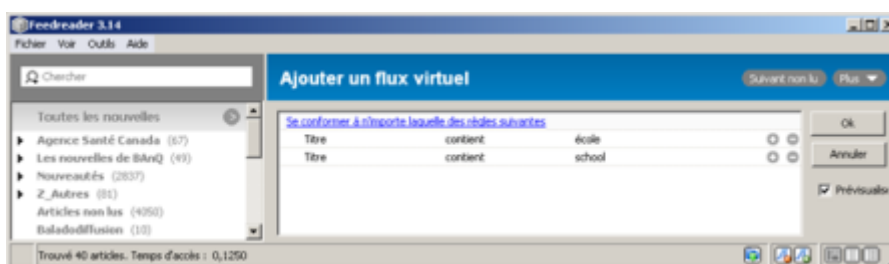 Feedreader 3.14
Fichier Voir Outils Aide
Chercher
Ajouter un flux virtuel
Suivant non lu
Plus
Toutes les nouvelles
Agence Santé Canada (67)
Les nouvelles de BAnQ (49)
Nouveautés (2837)
Z_Autres (81)
Articles non lus (4050)
Baladodiffusion (10)
Se conformer à n'importe laquelle des règles suivantes
Titre contient école
Titre contient school
Ok
Annuler
Prévisualise
Trouvé 40 articles. Temps d'accès : 0,1250